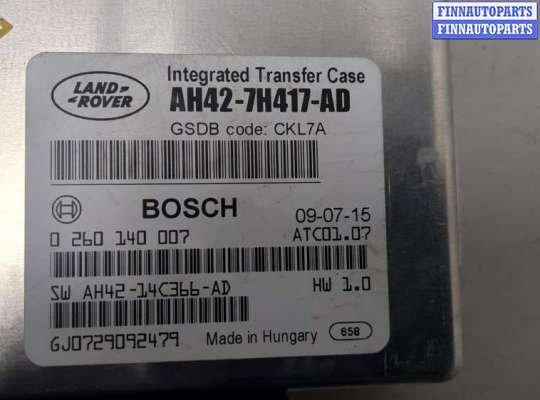 FINNAUTOPARTS
FINNAUTOPARTS
FINNAUTOPARTS
LAND
ROVER
Integrated Transfer Case
AH42-7H417-AD
GSDB code: CKL7A
BOSCH
09-07-15
0 260 140 007
ATC01.07
SW AH42-14C366-AD
HW 1.0
GJ0729092479
Made in Hungary
658